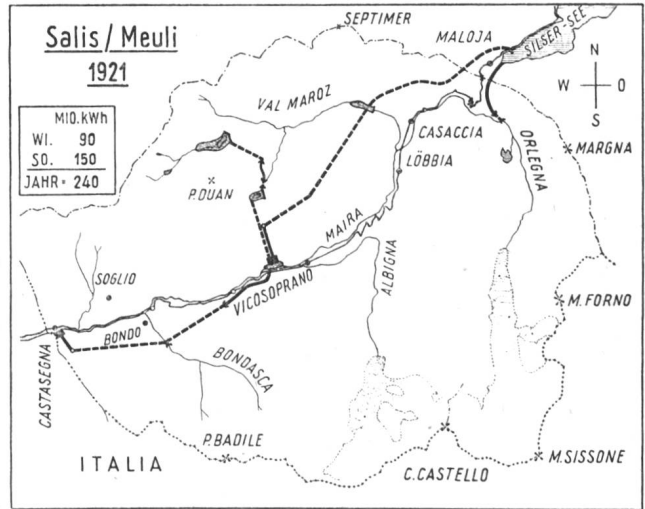 Salis / Meuli
1921
MIO.KWh
WI. 90
SO. 150
JAHR = 240
SEPTIMER
MALOJA
SILSER-SEE
N
W O
S
VAL MAROZ
CASACCIA
LÖBBIA
ORLEGNA
MARGNA
P.DUAN
MAIRA
ALBIGNA
SOGLIO
VICOSOPRANO
M.FORNO
BONDO
BONDASCA
CASTASEGNA
P.BADILE
ITALIA
C.CASTELLO
M.SISSONE